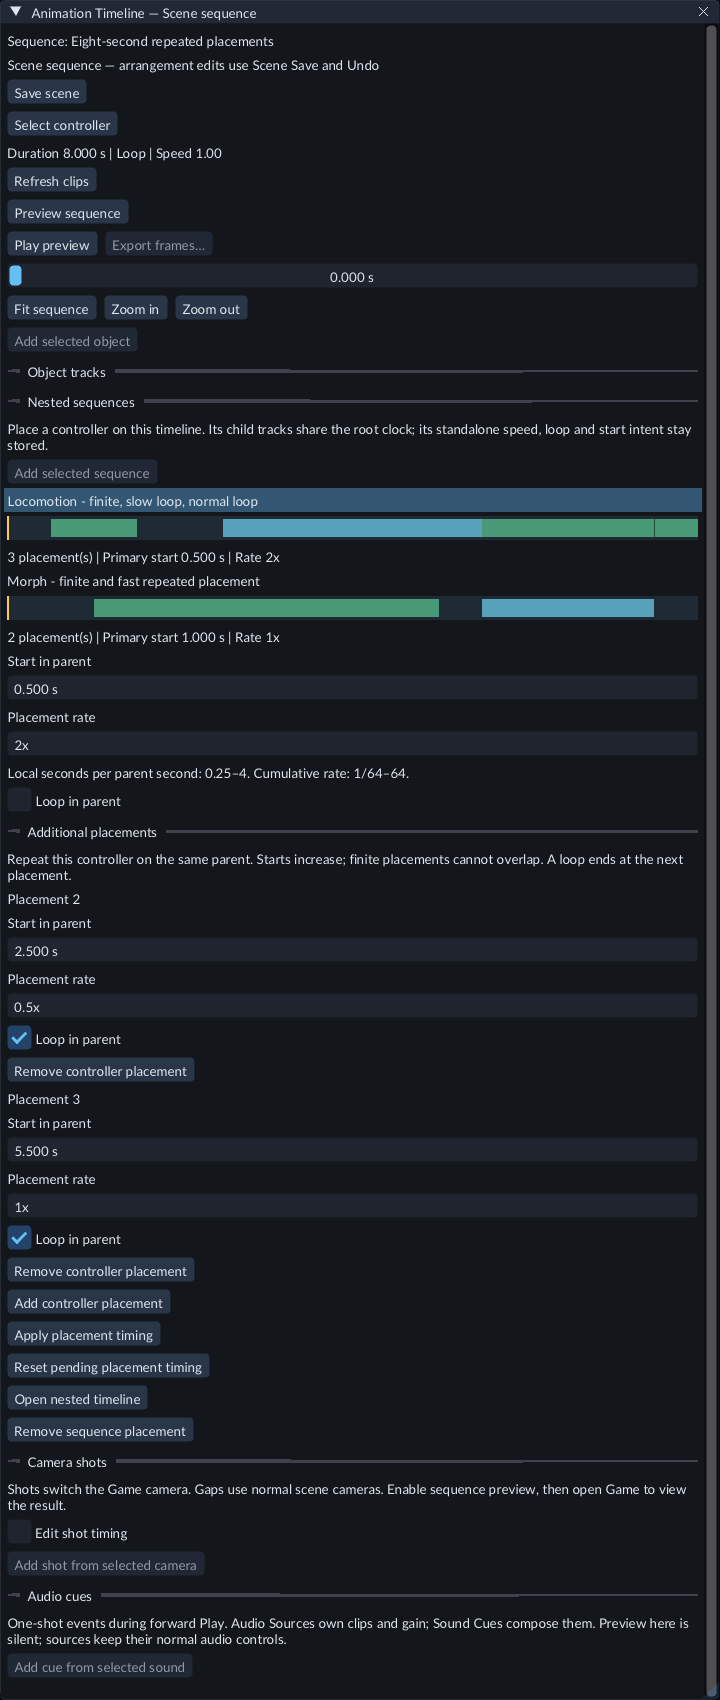 Animation Timeline — Scene sequence
Sequence: Eight-second repeated placements
Scene sequence — arrangement edits use Scene Save and Undo
Save scene
Select controller
Duration 8.000 s | Loop | Speed 1.00
Refresh clips
Preview sequence
Play preview Export frames...
0.000 s
Fit sequence Zoom in Zoom out
Add selected object
Object tracks
Nested sequences
Place a controller on this timeline. Its child tracks share the root clock; its standalone speed, loop and start intent stay
stored.
Add selected sequence
Locomotion - finite, slow loop, normal loop
3 placement(s) | Primary start 0.500 s | Rate 2x
Morph - finite and fast repeated placement
2 placement(s) | Primary start 1.000 s | Rate 1x
Start in parent
0.500 s
Placement rate
2x
Local seconds per parent second: 0.25–4. Cumulative rate: 1/64–64.
Loop in parent
Additional placements
Repeat this controller on the same parent. Starts increase; finite placements cannot overlap. A loop ends at the next
placement.
Placement 2
Start in parent
2.500 s
Placement rate
0.5x
Loop in parent
Remove controller placement
Placement 3
Start in parent
5.500 s
Placement rate
1x
Loop in parent
Remove controller placement
Add controller placement
Apply placement timing
Reset pending placement timing
Open nested timeline
Remove sequence placement
Camera shots
Shots switch the Game camera. Gaps use normal scene cameras. Enable sequence preview, then open Game to view
the result.
Edit shot timing
Add shot from selected camera
Audio cues
One-shot events during forward Play. Audio Sources own clips and gain; Sound Cues compose them. Preview here is
silent; sources keep their normal audio controls.
Add cue from selected sound